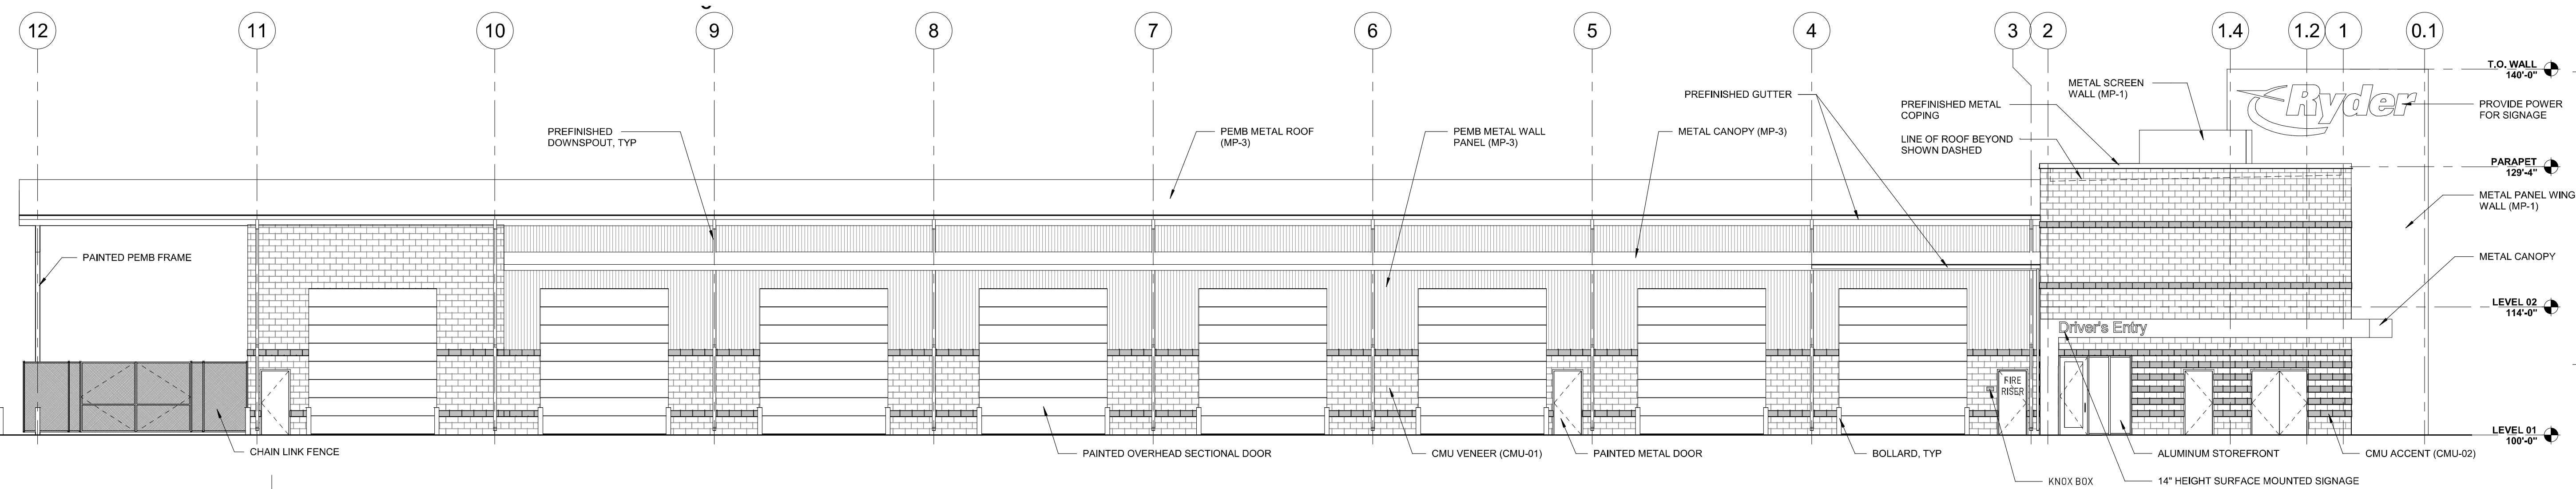 12
11
10
9
8
7
6
5
4
3
2
1.4
1.2
1
0.1
T.O. WALL
140'-0"
METAL SCREEN
WALL (MP-1)
Ryder
PREFINISHED GUTTER
PREFINISHED METAL
COPING
PROVIDE POWER
FOR SIGNAGE
PREFINISHED
DOWNSPOUT, TYP
PEMB METAL ROOF
(MP-3)
PEMB METAL WALL
PANEL (MP-3)
METAL CANOPY (MP-3)
LINE OF ROOF BEYOND
SHOWN DASHED
PARAPET
129'-4"
METAL PANEL WING
WALL (MP-1)
PAINTED PEMB FRAME
METAL CANOPY
LEVEL 02
114'-0"
Driver's Entry
FIRE
RISER
LEVEL 01
100'-0"
CHAIN LINK FENCE
PAINTED OVERHEAD SECTIONAL DOOR
CMU VENEER (CMU-01)
PAINTED METAL DOOR
BOLLARD, TYP
ALUMINUM STOREFRONT
CMU ACCENT (CMU-02)
KNOX BOX
14" HEIGHT SURFACE MOUNTED SIGNAGE